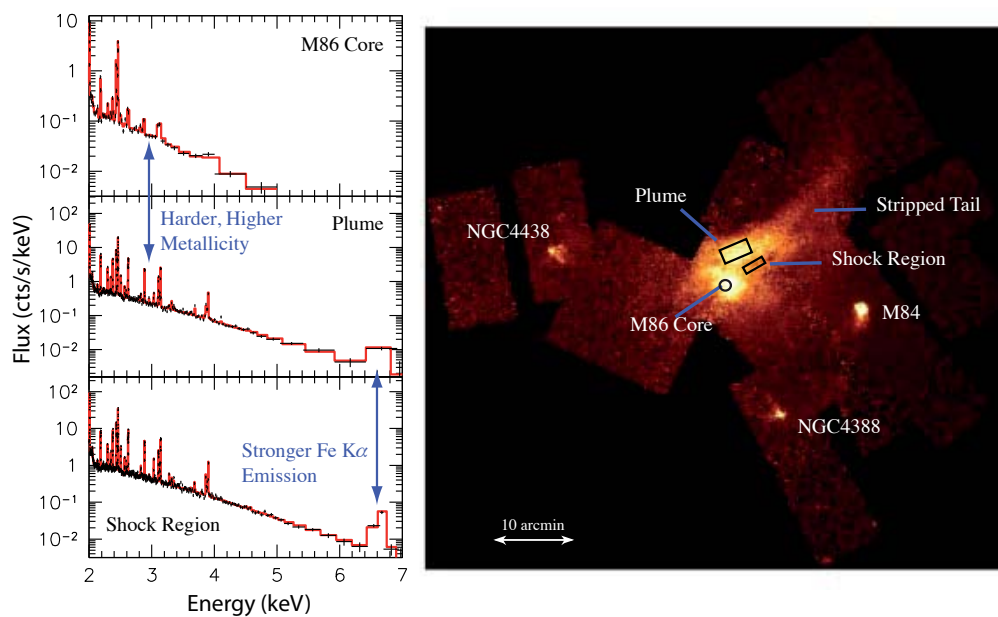 M86 Core
10
1
10⁻¹
10⁻²
Harder, Higher
Metallicity
Plume
10²
10
1
10⁻¹
10⁻²
Flux (cts/s/keV)
Stronger Fe Kα
Emission
Shock Region
10²
10
1
10⁻¹
10⁻²
2 3 4 5 6 7
Energy (keV)
Plume
Stripped Tail
NGC4438
Shock Region
M86 Core
M84
NGC4388
10 arcmin